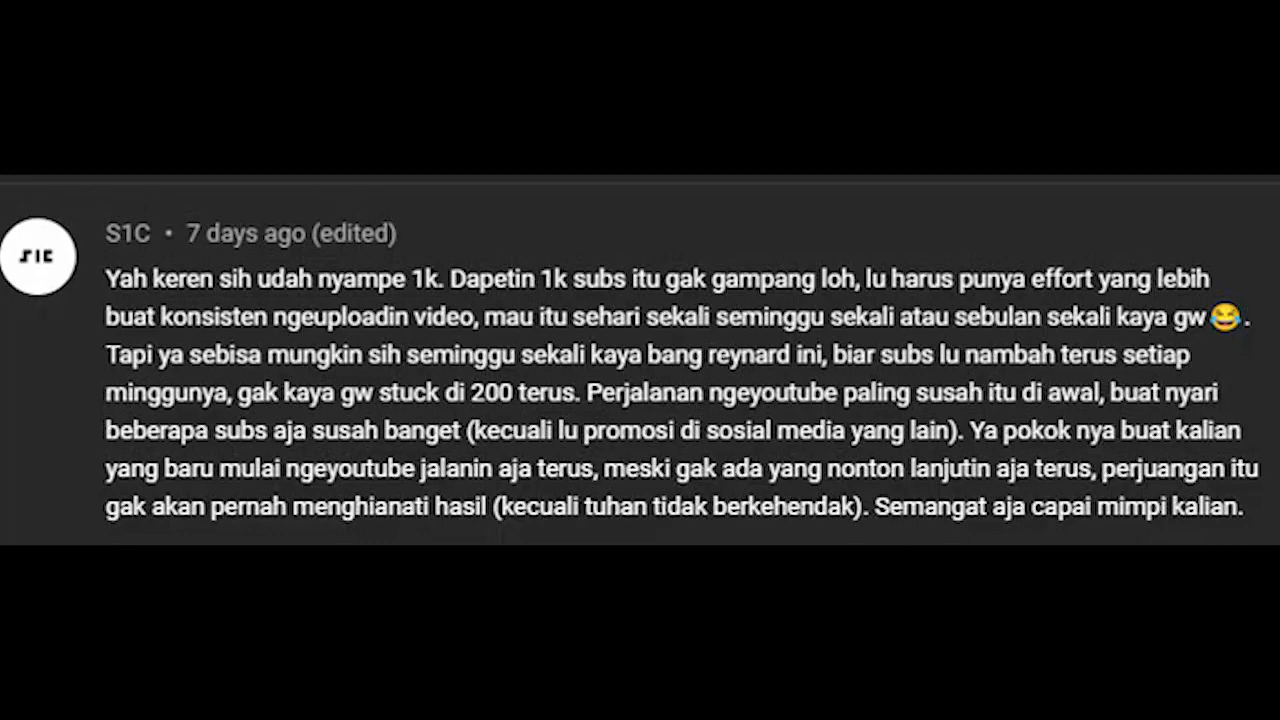 S1C
S1C • 7 days ago (edited)
Yah keren sih udah nyampe 1k. Dapetin 1k subs itu gak gampang loh, lu harus punya effort yang lebih
buat konsisten ngeuploadin video, mau itu sehari sekali seminggu sekali atau sebulan sekali kaya gw😂.
Tapi ya sebisa mungkin sih seminggu sekali kaya bang reynard ini, biar subs lu nambah terus setiap
minggunya, gak kaya gw stuck di 200 terus. Perjalanan ngeyoutube paling susah itu di awal, buat nyari
beberapa subs aja susah banget (kecuali lu promosi di sosial media yang lain). Ya pokok nya buat kalian
yang baru mulai ngeyoutube jalanin aja terus, meski gak ada yang nonton lanjutin aja terus, perjuangan itu
gak akan pernah menghianati hasil (kecuali tuhan tidak berkehendak). Semangat aja capai mimpi kalian.